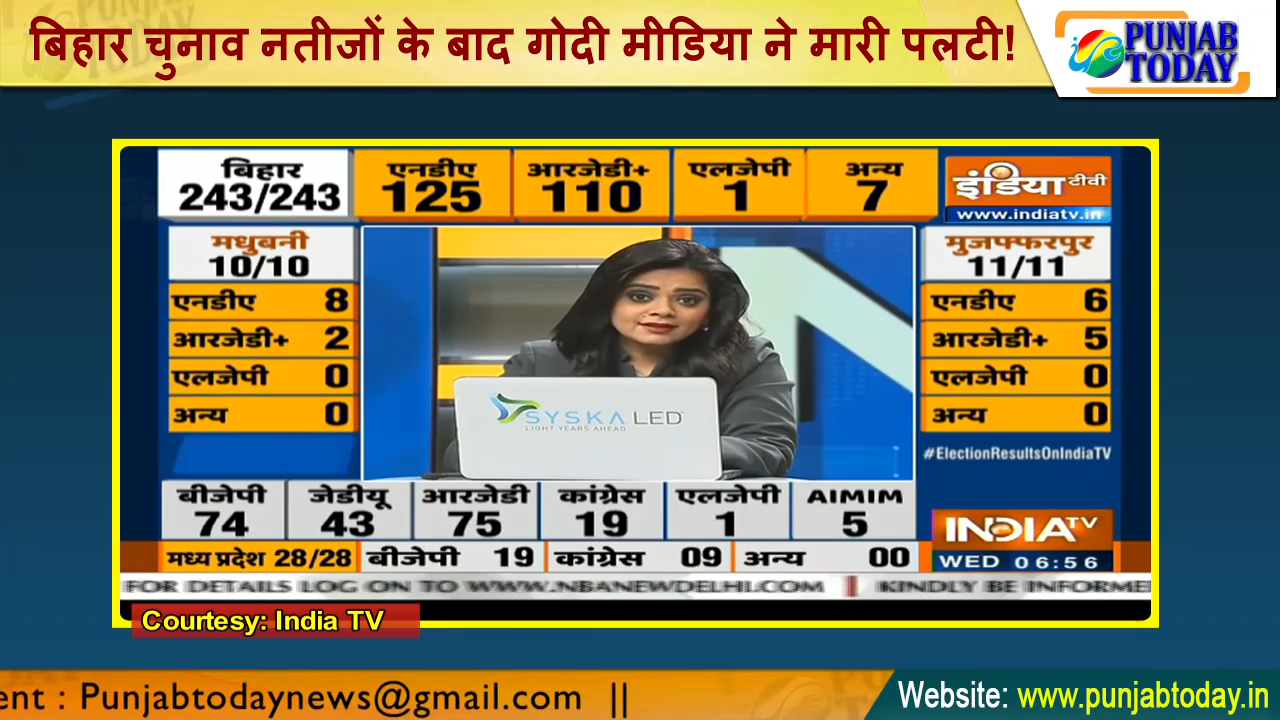 बिहार चुनाव नतीजों के बाद गोदी मीडिया ने मारी पलटी!
PUNJAB
TODAY
बिहार
243/243
एनडीए
125
आरजेडी+
110
एलजेपी
1
अन्य
7
इंडिया टीवी
www.indiatv.in
मधुबनी
10/10
एनडीए 8
आरजेडी+ 2
एलजेपी 0
अन्य 0
SYSKA LED
LIGHT YEARS AHEAD
मुजफ्फरपुर
11/11
एनडीए 6
आरजेडी+ 5
एलजेपी 0
अन्य 0
#ElectionResultsOnIndiaTV
बीजेपी
74
जेडीयू
43
आरजेडी
75
कांग्रेस
19
एलजेपी
1
AIMIM
5
INDIA TV
WED 06:56
मध्य प्रदेश 28/28 बीजेपी 19 कांग्रेस 09 अन्य 00
FOR DETAILS LOG ON TO WWW.NBANEWDELHI.COM || KINDLY BE INFORME
Courtesy: India TV
ent : Punjabtodaynews@gmail.com ||
Website: www.punjabtoday.in